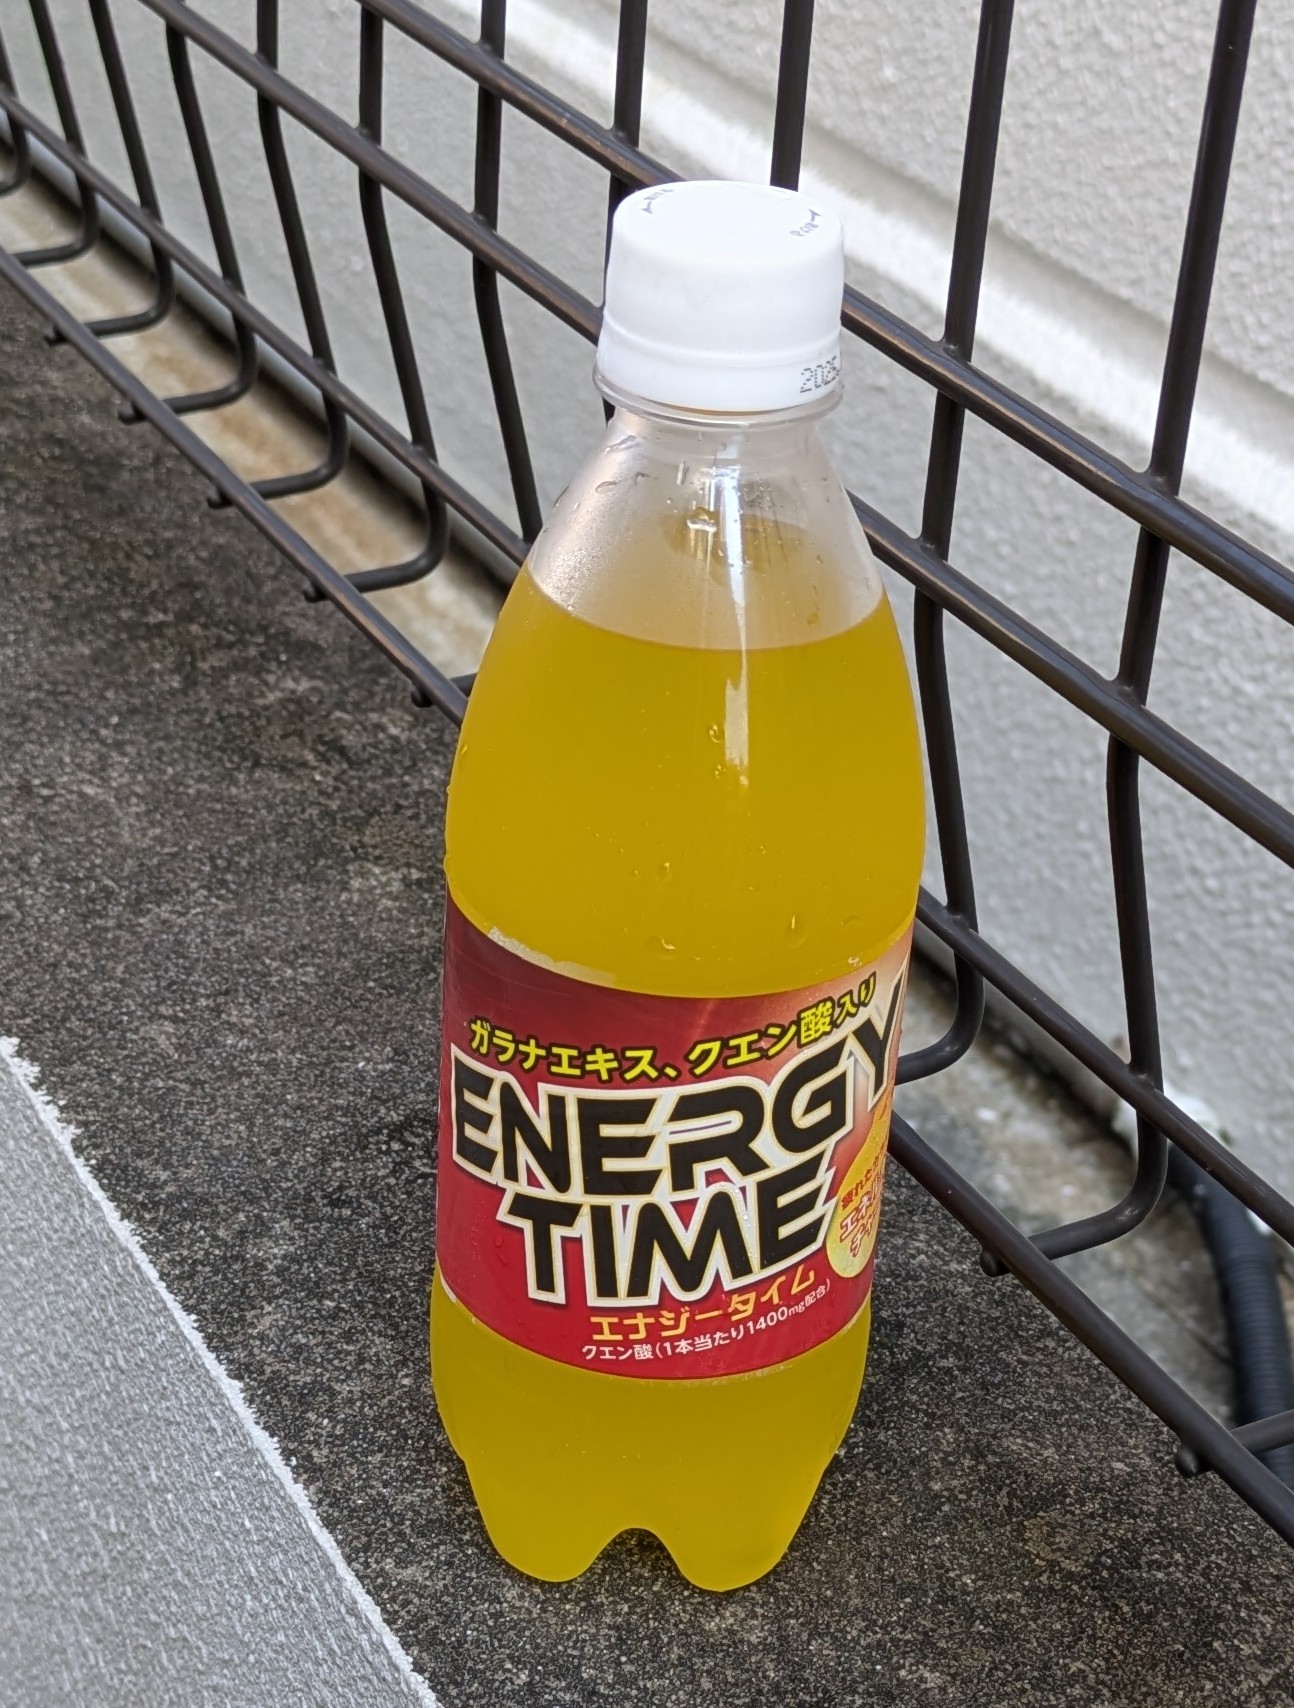 2025
ガラナエキス、クエン酸入り
ENERGY
TIME
エナジータイム
クエン酸(1本当たり1400mg配合)